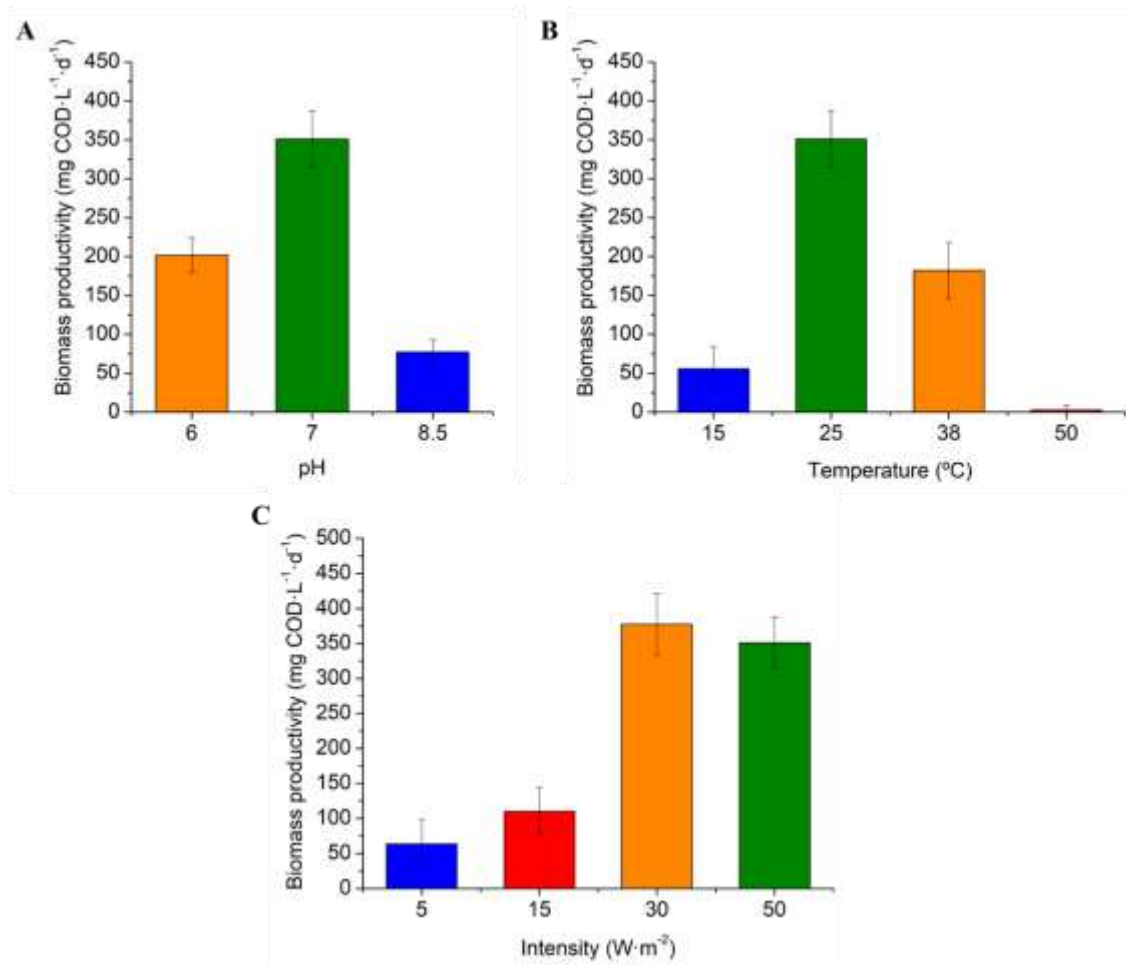 A
Biomass productivity (mg COD·L⁻¹·d⁻¹)
450
400
350
300
250
200
150
100
50
0
6 7 8.5
pH
B
Biomass productivity (mg COD·L⁻¹·d⁻¹)
450
400
350
300
250
200
150
100
50
0
15 25 38 50
Temperature (ºC)
C
Biomass productivity (mg COD·L⁻¹·d⁻¹)
500
450
400
350
300
250
200
150
100
50
0
5 15 30 50
Intensity (W·m⁻²)